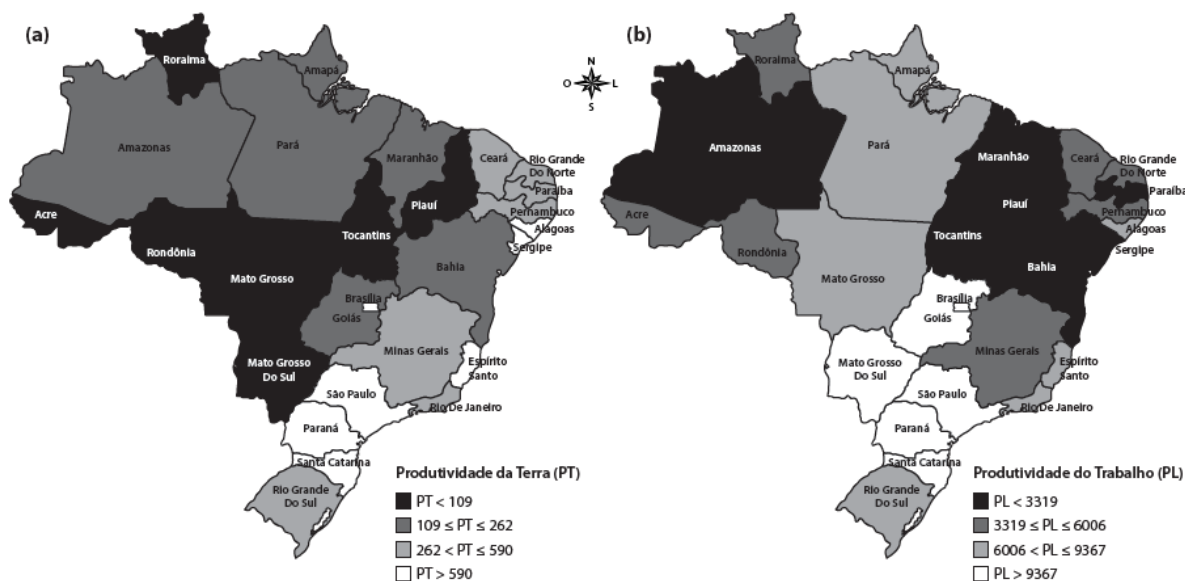 (a)
Roraima
Amapá
Amazonas
Pará
Maranhão
Ceará
Rio Grande
Do Norte
Paraíba
Pernambuco
Alagoas
Sergipe
Piauí
Acre
Rondônia
Tocantins
Bahia
Mato Grosso
Brasília
Goiás
Minas Gerais
Espírito
Santo
Mato Grosso
Do Sul
São Paulo
Rio De Janeiro
Paraná
Santa Catarina
Rio Grande
Do Sul
Produtividade da Terra (PT)
PT < 109
109 ≤ PT ≤ 262
262 < PT ≤ 590
PT > 590
N
O L
S
(b)
Roraima
Amapá
Amazonas
Pará
Maranhão
Ceará
Rio Grande
Do Norte
Paraíba
Pernambuco
Alagoas
Sergipe
Piauí
Acre
Rondônia
Tocantins
Bahia
Mato Grosso
Brasília
Goiás
Minas Gerais
Espírito
Santo
Mato Grosso
Do Sul
São Paulo
Rio De Janeiro
Paraná
Santa Catarina
Rio Grande
Do Sul
Produtividade do Trabalho (PL)
PL < 3319
3319 ≤ PL ≤ 6006
6006 < PL ≤ 9367
PL > 9367